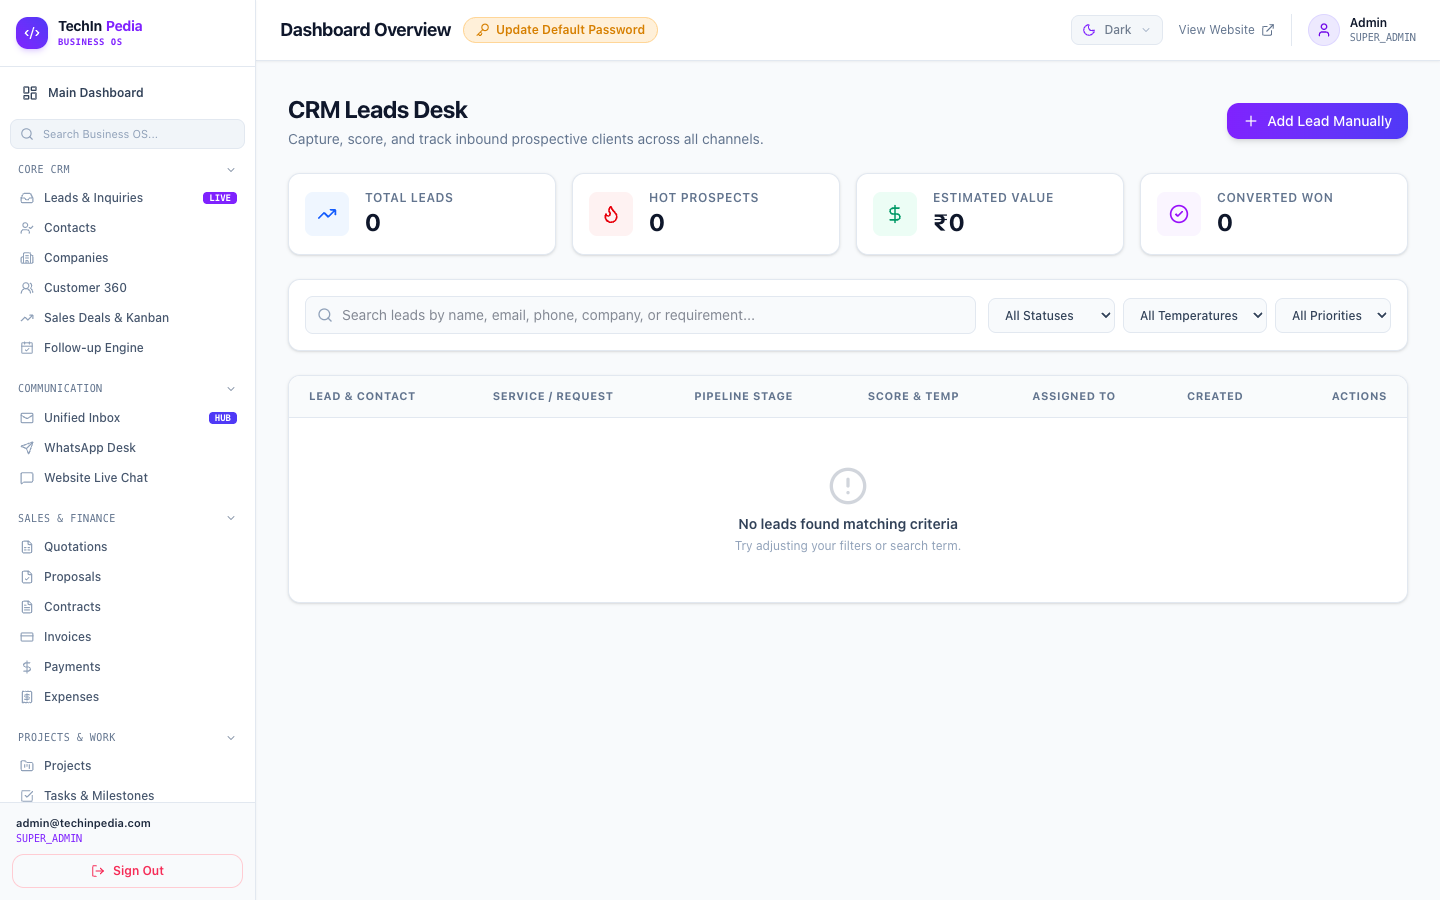 TechIn Pedia
BUSINESS OS
Main Dashboard
Search Business OS...
CORE CRM
Leads & Inquiries LIVE
Contacts
Companies
Customer 360
Sales Deals & Kanban
Follow-up Engine
COMMUNICATION
Unified Inbox HUB
WhatsApp Desk
Website Live Chat
SALES & FINANCE
Quotations
Proposals
Contracts
Invoices
Payments
Expenses
PROJECTS & WORK
Projects
Tasks & Milestones
admin@techinpedia.com
SUPER_ADMIN
Sign Out
Dashboard Overview Update Default Password Dark View Website Admin
SUPER_ADMIN
CRM Leads Desk
Capture, score, and track inbound prospective clients across all channels.
Add Lead Manually
TOTAL LEADS
0
HOT PROSPECTS
0
ESTIMATED VALUE
₹0
CONVERTED WON
0
Search leads by name, email, phone, company, or requirement... All Statuses All Temperatures All Priorities
LEAD & CONTACT SERVICE / REQUEST PIPELINE STAGE SCORE & TEMP ASSIGNED TO CREATED ACTIONS
No leads found matching criteria
Try adjusting your filters or search term.